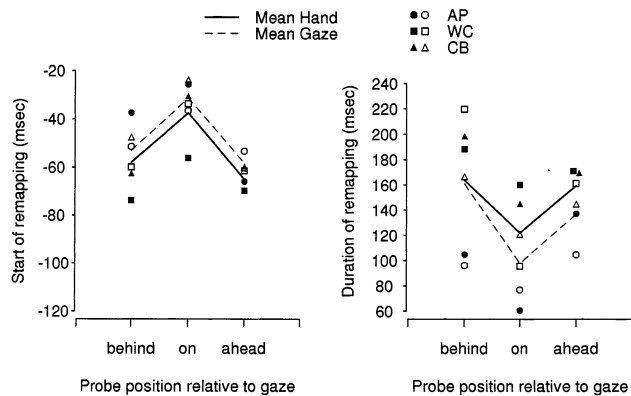 Mean Hand
Mean Gaze
AP
WC
CB
Start of remapping (msec)
-20
-40
-60
-80
-100
-120
behind on ahead
Probe position relative to gaze
Duration of remapping (msec)
240
220
200
180
160
140
120
100
80
60
behind on ahead
Probe position relative to gaze